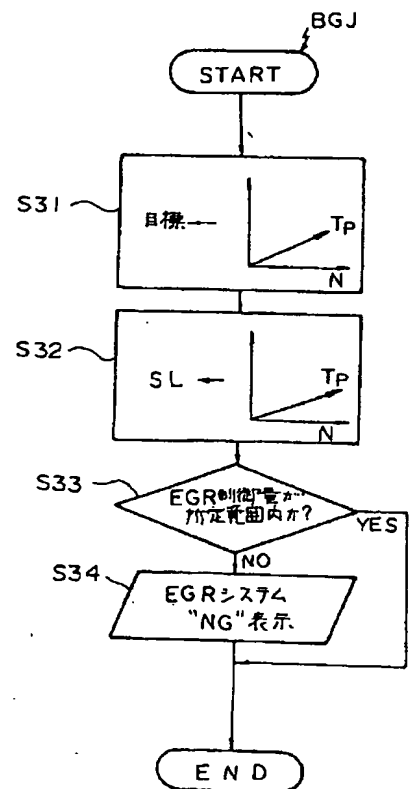 BGJ
START
S31
目標←
TP
N
S32
SL ←
TP
N
S33
EGR制御量が
所定範囲内か?
YES
NO
S34
EGRシステム
"NG"表示
END